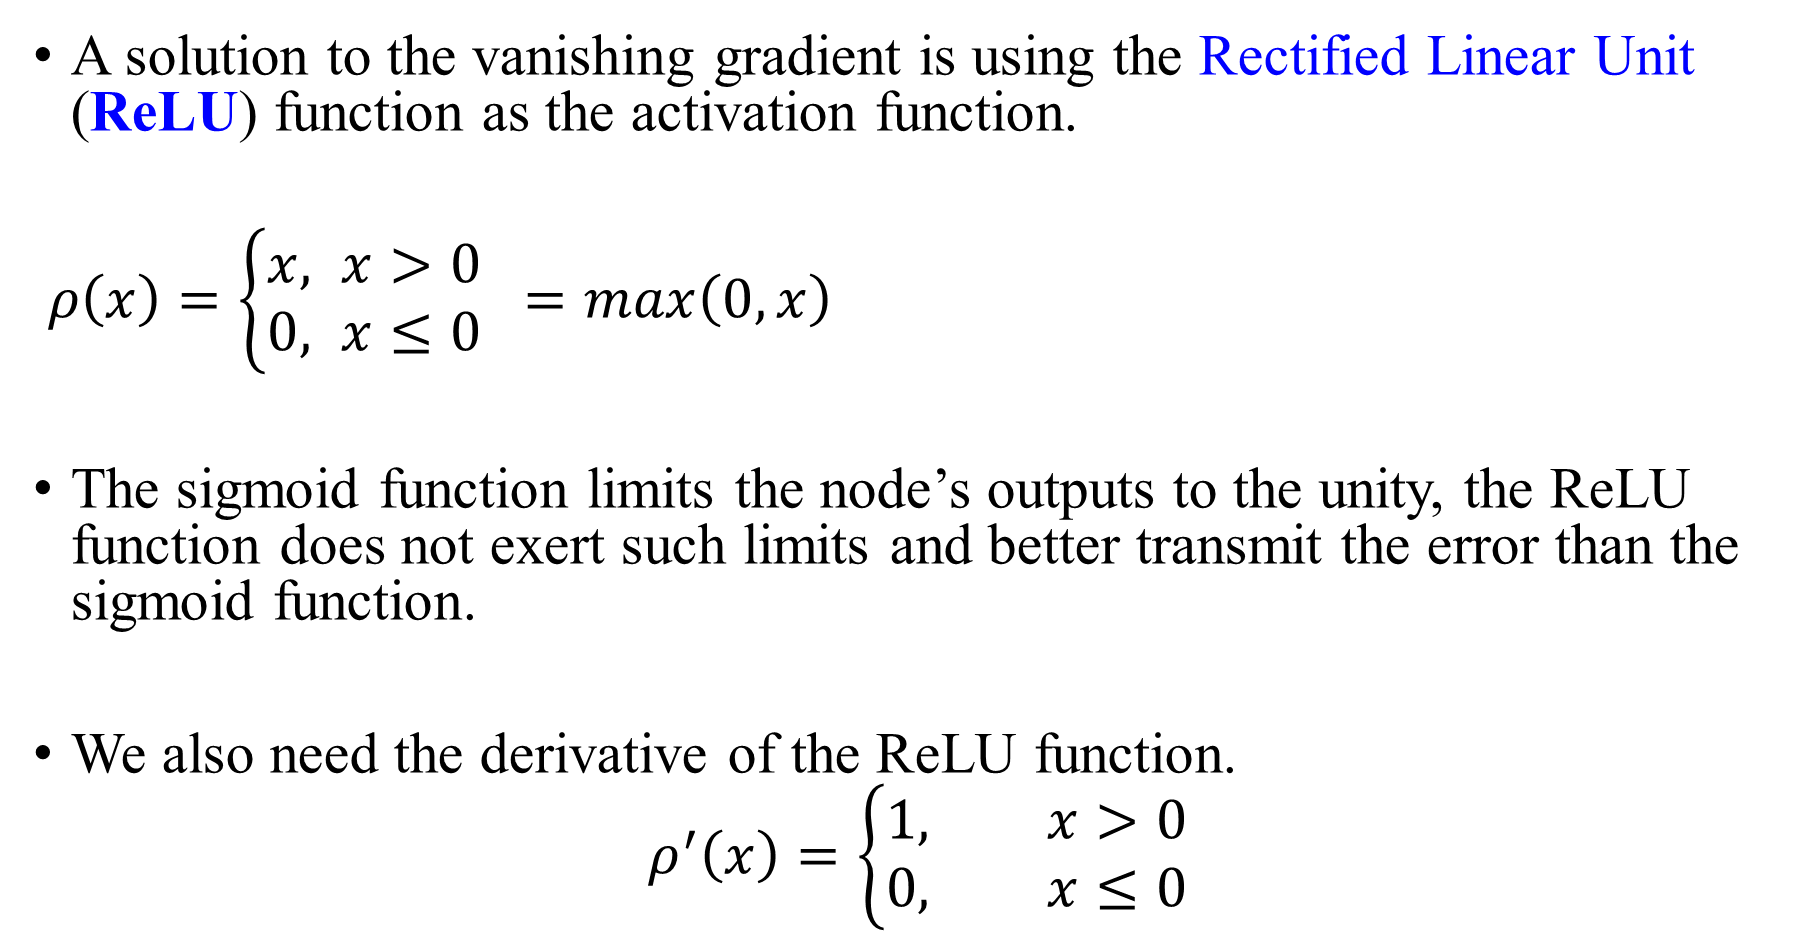 • A solution to the vanishing gradient is using the Rectified Linear Unit
(ReLU) function as the activation function.
ρ(x) = {x, x > 0
0, x ≤ 0 = max(0, x)
• The sigmoid function limits the node’s outputs to the unity, the ReLU
function does not exert such limits and better transmit the error than the
sigmoid function.
• We also need the derivative of the ReLU function.
ρ′(x) = {1, x > 0
0, x ≤ 0